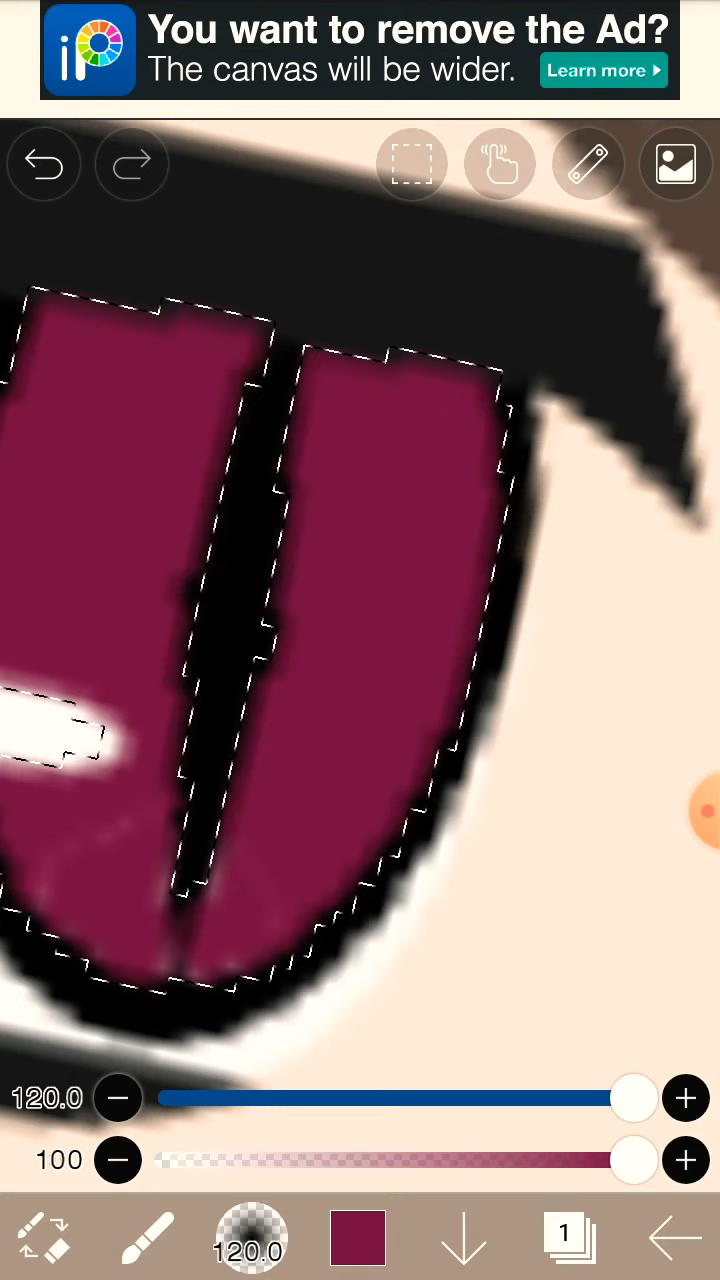 iP
You want to remove the Ad?
The canvas will be wider.
Learn more
120.0
100
120.0
1